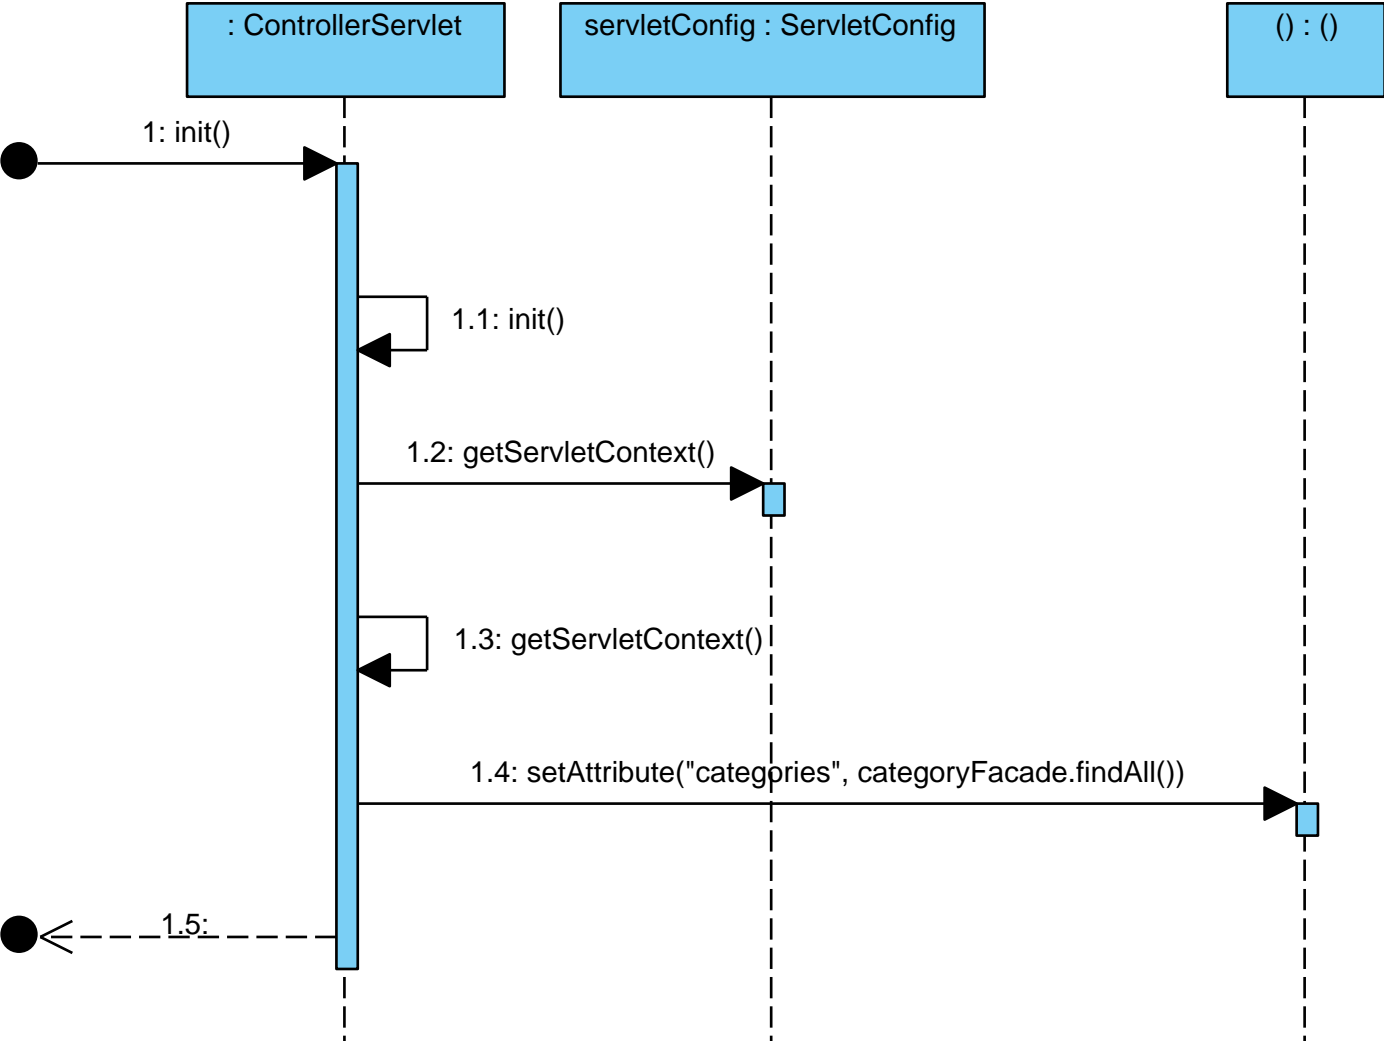 : ControllerServlet
servletConfig : ServletConfig
() : ()
1: init()
1.1: init()
1.2: getServletContext()
1.3: getServletContext()
1.4: setAttribute("categories", categoryFacade.findAll())
1.5: